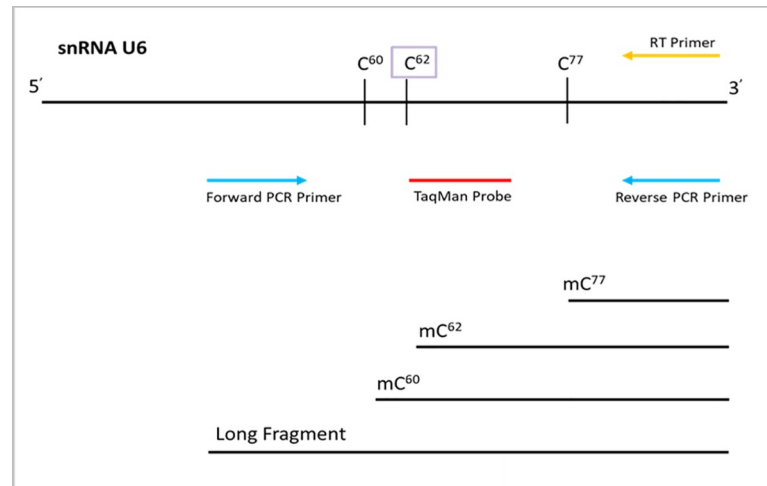 snRNA U6
RT Primer
C⁶⁰ C⁶² C⁷⁷
5′ 3′
Forward PCR Primer TaqMan Probe Reverse PCR Primer
mC⁷⁷
mC⁶²
mC⁶⁰
Long Fragment